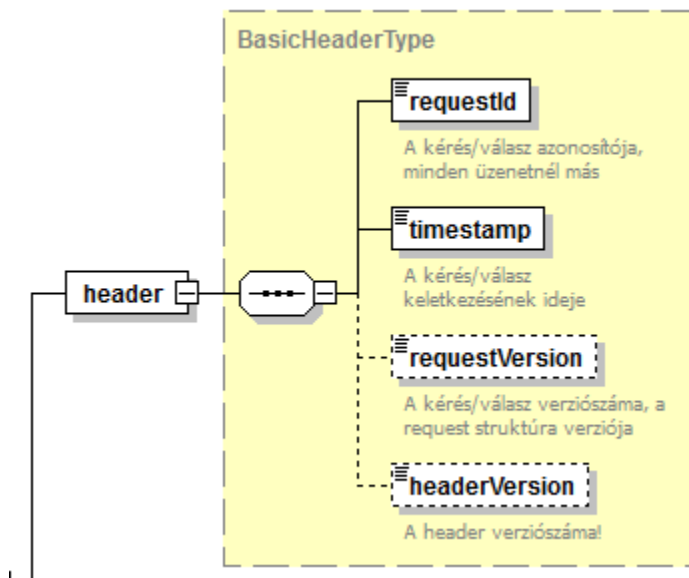 BasicHeaderType
requestId
A kérés/válasz azonosítója,
minden üzenetnél más
timestamp
A kérés/válasz
keletkezésének ideje
header
requestVersion
A kérés/válasz verziószáma, a
request struktúra verziója
headerVersion
A header verziószáma!